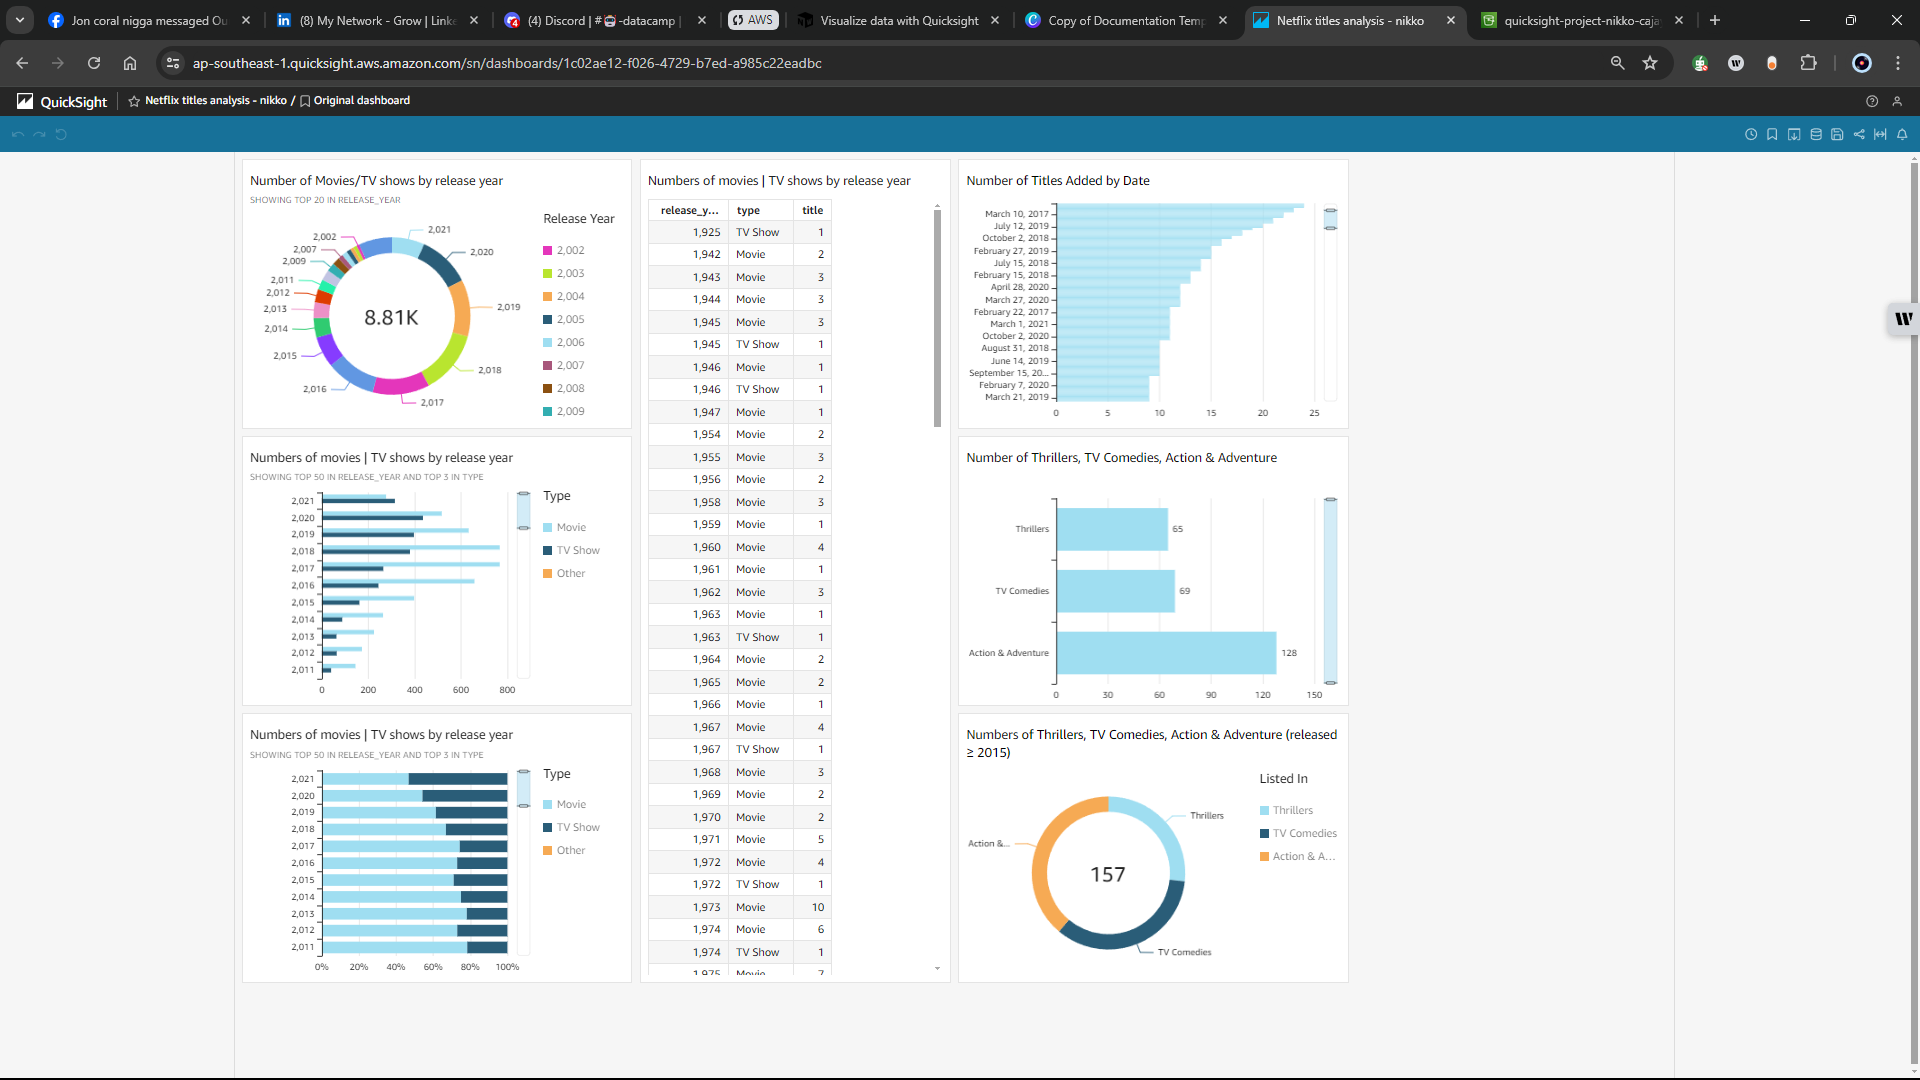 Jon coral nigga messaged Ou
(8) My Network - Grow | Linke
(4) Discord | #-datacamp |
AWS
Visualize data with Quicksight
Copy of Documentation Temp
Netflix titles analysis - nikko
quicksight-project-nikko-caja
ap-southeast-1.quicksight.aws.amazon.com/sn/dashboards/1c02ae12-f026-4729-b7ed-a985c22eadbc
QuickSight
Netflix titles analysis - nikko / Original dashboard
Number of Movies/TV shows by release year
SHOWING TOP 20 IN RELEASE_YEAR
2,021
2,020
2,019
2,018
2,017
2,016
2,015
2,014
2,013
2,012
2,011
2,009
2,007
2,002
8.81K
Release Year
2,002
2,003
2,004
2,005
2,006
2,007
2,008
2,009
Numbers of movies | TV shows by release year
SHOWING TOP 50 IN RELEASE_YEAR AND TOP 3 IN TYPE
2,021
2,020
2,019
2,018
2,017
2,016
2,015
2,014
2,013
2,012
2,011
0 200 400 600 800
Type
Movie
TV Show
Other
Numbers of movies | TV shows by release year
SHOWING TOP 50 IN RELEASE_YEAR AND TOP 3 IN TYPE
2,021
2,020
2,019
2,018
2,017
2,016
2,015
2,014
2,013
2,012
2,011
0% 20% 40% 60% 80% 100%
Type
Movie
TV Show
Other
Numbers of movies | TV shows by release year
release_y... type title
1,925 TV Show 1
1,942 Movie 2
1,943 Movie 3
1,944 Movie 3
1,945 Movie 3
1,945 TV Show 1
1,946 Movie 1
1,946 TV Show 1
1,947 Movie 1
1,954 Movie 2
1,955 Movie 3
1,956 Movie 2
1,958 Movie 3
1,959 Movie 1
1,960 Movie 4
1,961 Movie 1
1,962 Movie 3
1,963 Movie 1
1,963 TV Show 1
1,964 Movie 2
1,965 Movie 2
1,966 Movie 1
1,967 Movie 4
1,967 TV Show 1
1,968 Movie 3
1,969 Movie 2
1,970 Movie 2
1,971 Movie 5
1,972 Movie 4
1,972 TV Show 1
1,973 Movie 10
1,974 Movie 6
1,974 TV Show 1
1,975 Movie 7
Number of Titles Added by Date
March 10, 2017
July 12, 2019
October 2, 2018
February 27, 2019
July 15, 2018
February 15, 2018
April 28, 2020
March 27, 2020
February 22, 2017
March 1, 2021
October 2, 2020
August 31, 2018
June 14, 2019
September 15, 20...
February 7, 2020
March 21, 2019
0 5 10 15 20 25
Number of Thrillers, TV Comedies, Action & Adventure
Thrillers 65
TV Comedies 69
Action & Adventure 128
0 30 60 90 120 150
Numbers of Thrillers, TV Comedies, Action & Adventure (released
≥ 2015)
Thrillers
Action &...
157
TV Comedies
Listed In
Thrillers
TV Comedies
Action & A...
W